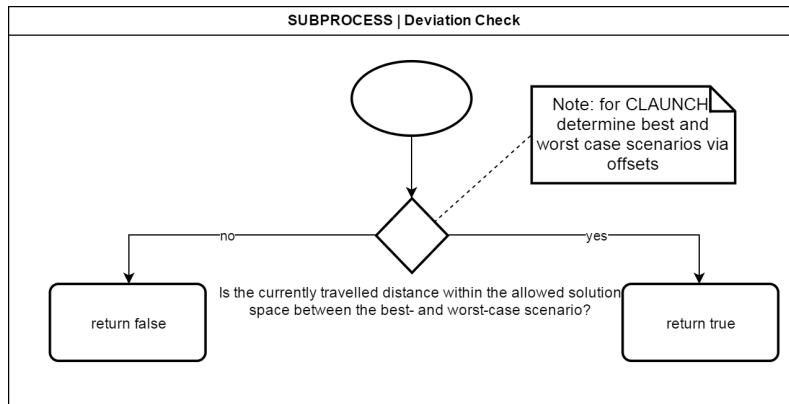 SUBPROCESS | Deviation Check
Note: for CLAUNCH
determine best and
worst case scenarios via
offsets
no
yes
Is the currently travelled distance within the allowed solution
space between the best- and worst-case scenario?
return false
return true